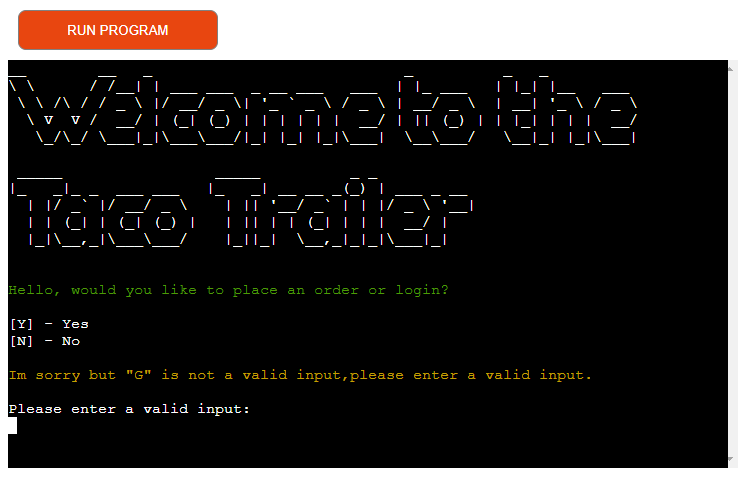 RUN PROGRAM
Welcome to the
Taco Trailer
Hello, would you like to place an order or login?
[Y] - Yes
[N] - No
Im sorry but "G" is not a valid input,please enter a valid input.
Please enter a valid input: